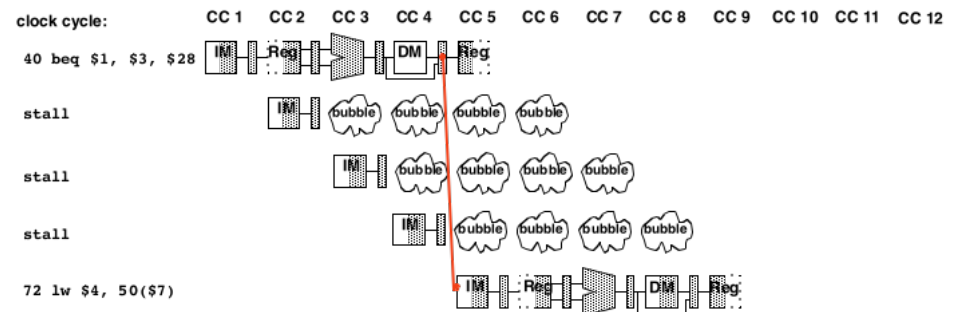 clock cycle: CC 1 CC 2 CC 3 CC 4 CC 5 CC 6 CC 7 CC 8 CC 9 CC 10 CC 11 CC 12
40 beq $1, $3, $28 IM Reg DM Reg
stall IM bubble bubble bubble bubble
stall IM bubble bubble bubble bubble
stall IM bubble bubble bubble bubble
72 lw $4, 50($7) IM Reg DM Reg